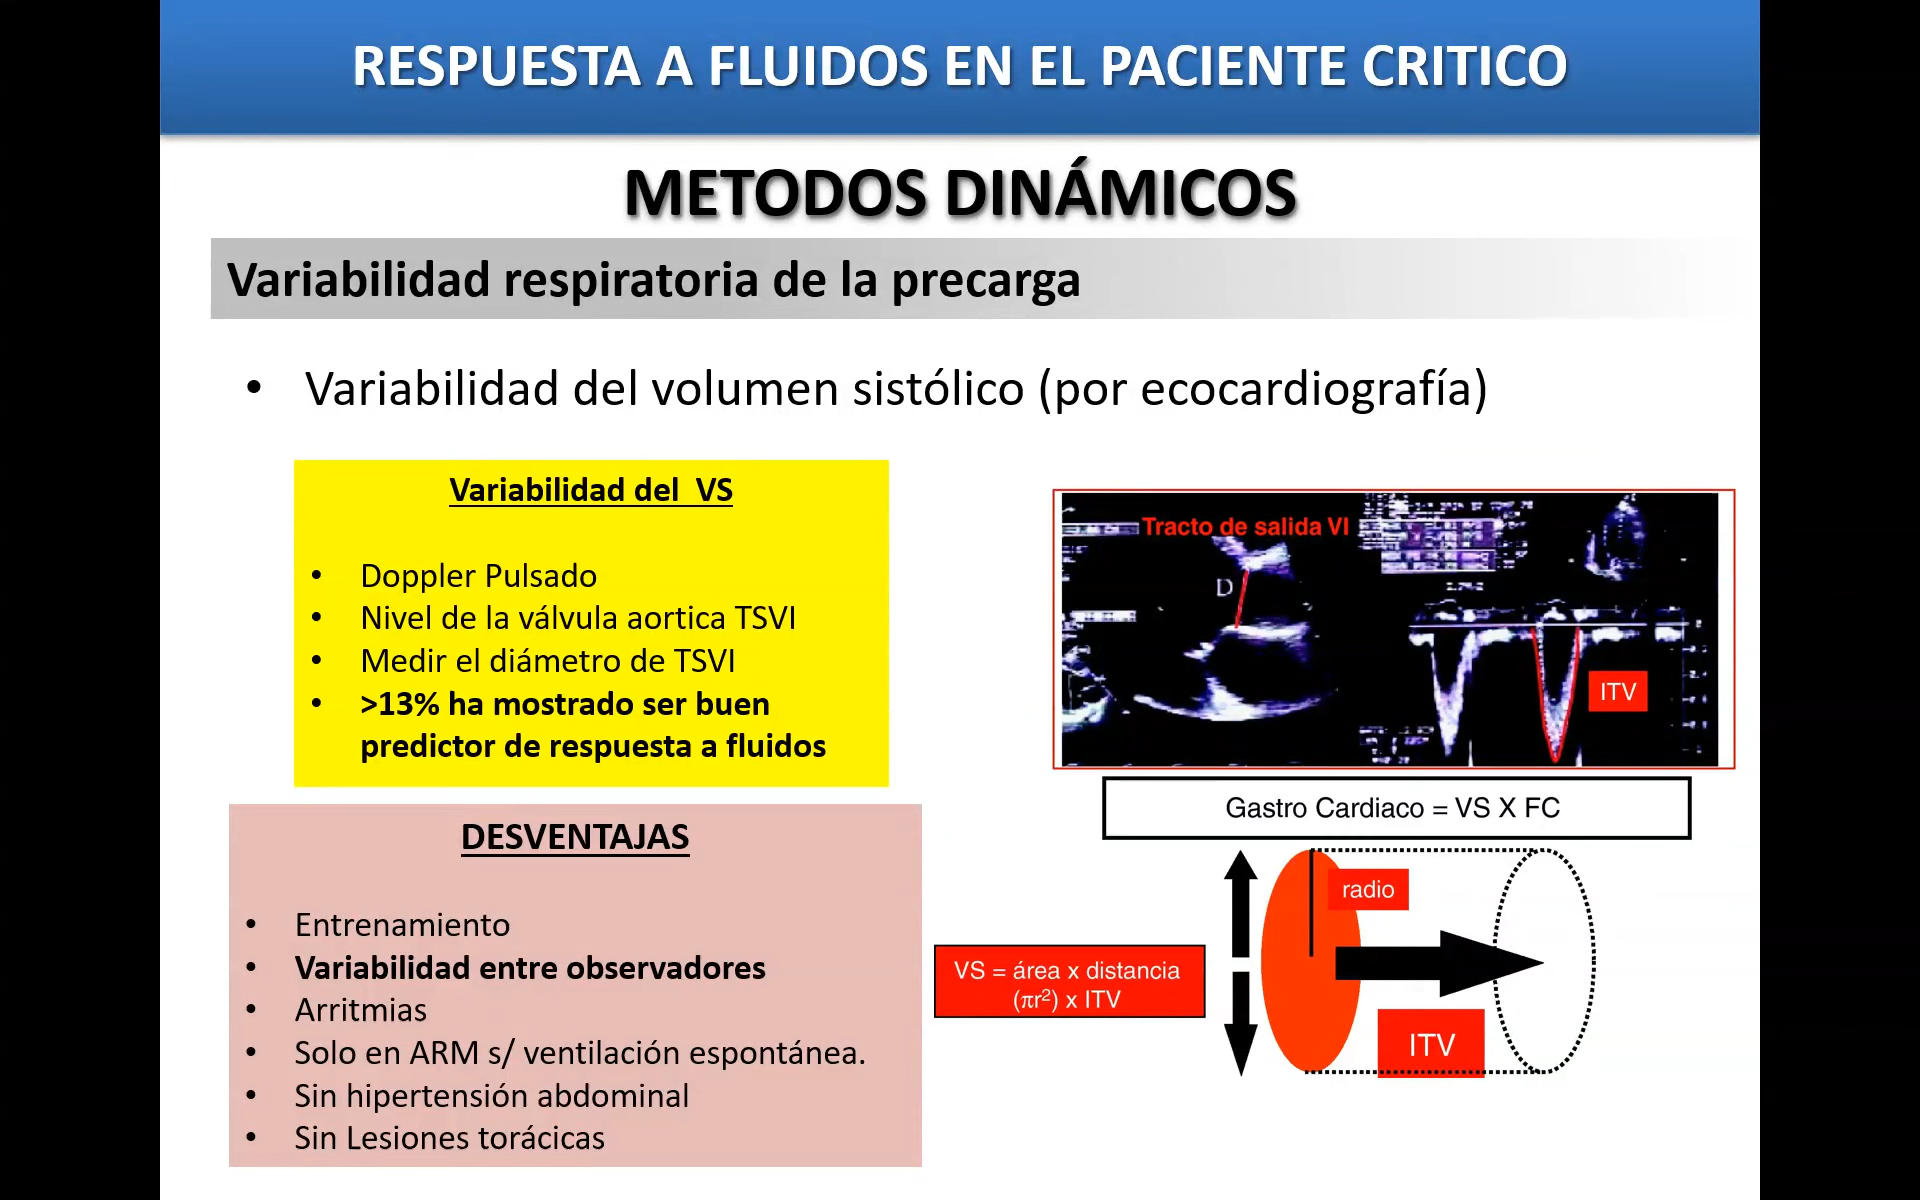 RESPUESTA A FLUIDOS EN EL PACIENTE CRITICO
METODOS DINÁMICOS
Variabilidad respiratoria de la precarga
• Variabilidad del volumen sistólico (por ecocardiografía)
Variabilidad del VS
• Doppler Pulsado
• Nivel de la válvula aortica TSVI
• Medir el diámetro de TSVI
• >13% ha mostrado ser buen
predictor de respuesta a fluidos
DESVENTAJAS
• Entrenamiento
• Variabilidad entre observadores
• Arritmias
• Solo en ARM s/ ventilación espontánea.
• Sin hipertensión abdominal
• Sin Lesiones torácicas
Tracto de salida VI
D
ITV
Gastro Cardiaco = VS X FC
radio
VS = área x distancia
(πr²) x ITV
ITV